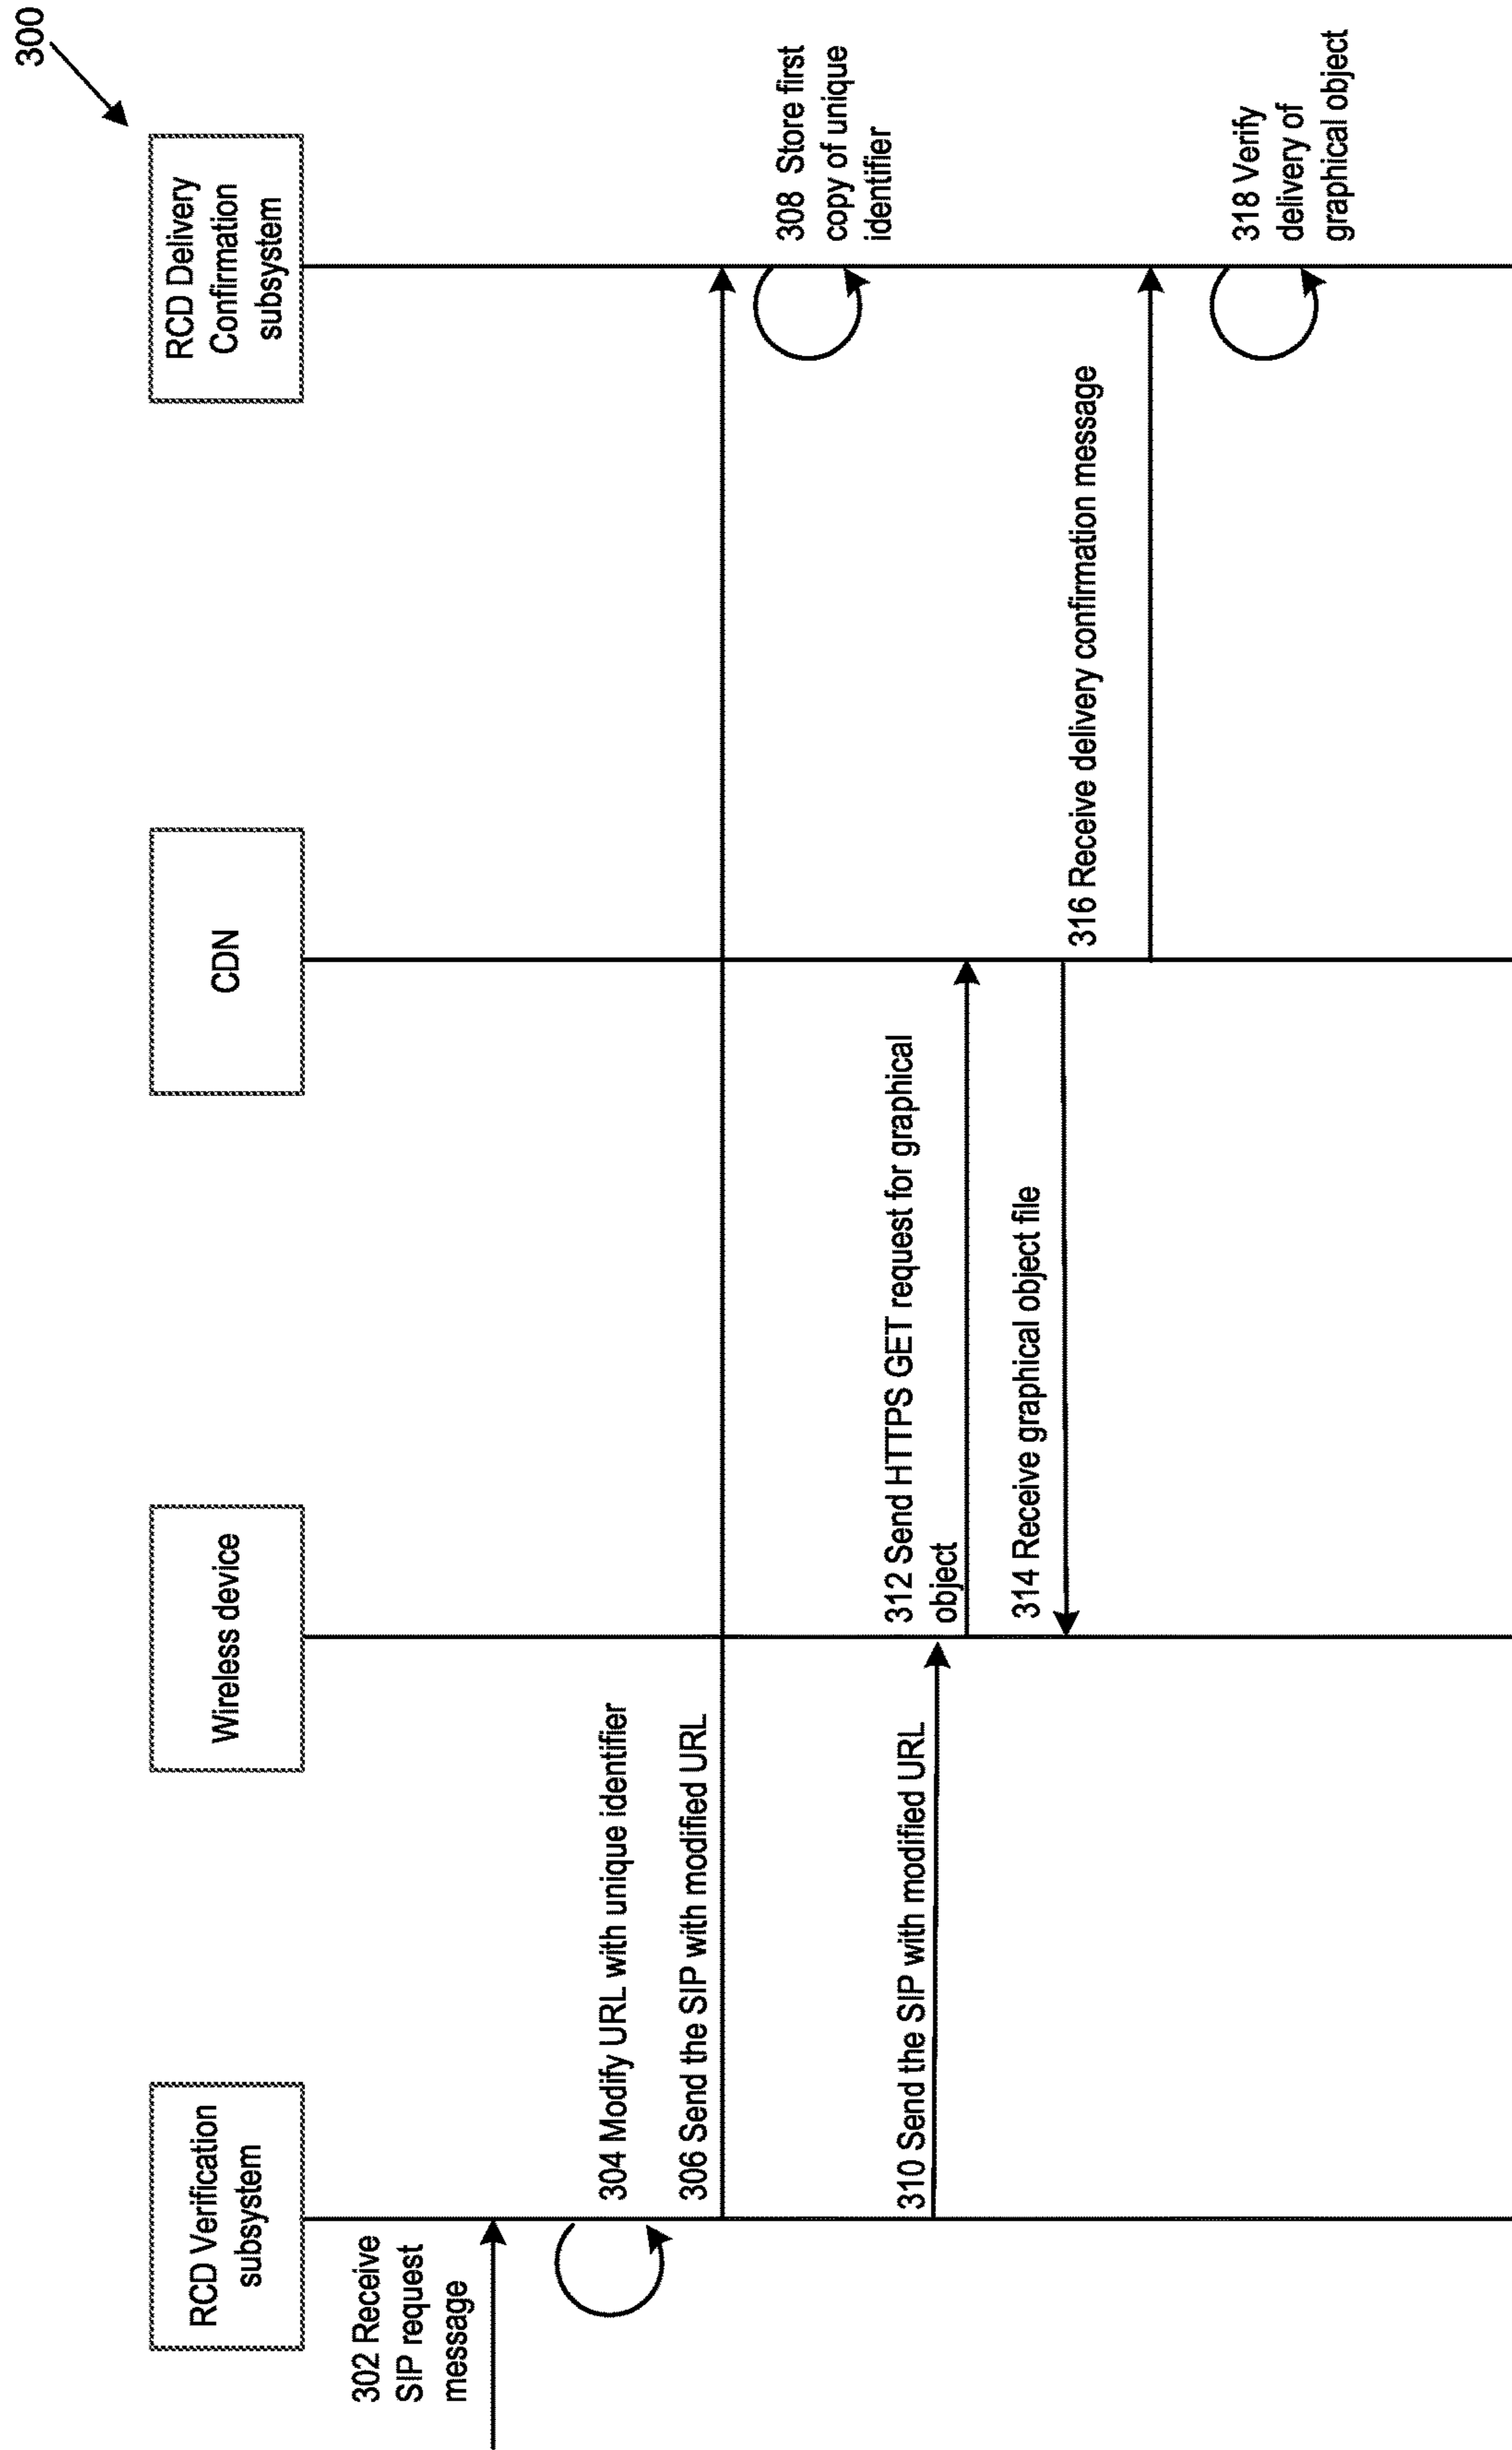 300
RCD Verification
subsystem
Wireless device
CDN
RCD Delivery
Confirmation
subsystem
302 Receive
SIP request
message
304 Modify URL with unique identifier
306 Send the SIP with modified URL
308 Store first
copy of unique
identifier
310 Send the SIP with modified URL
312 Send HTTPS GET request for graphical
object
314 Receive graphical object file
316 Receive delivery confirmation message
318 Verify
delivery of
graphical object